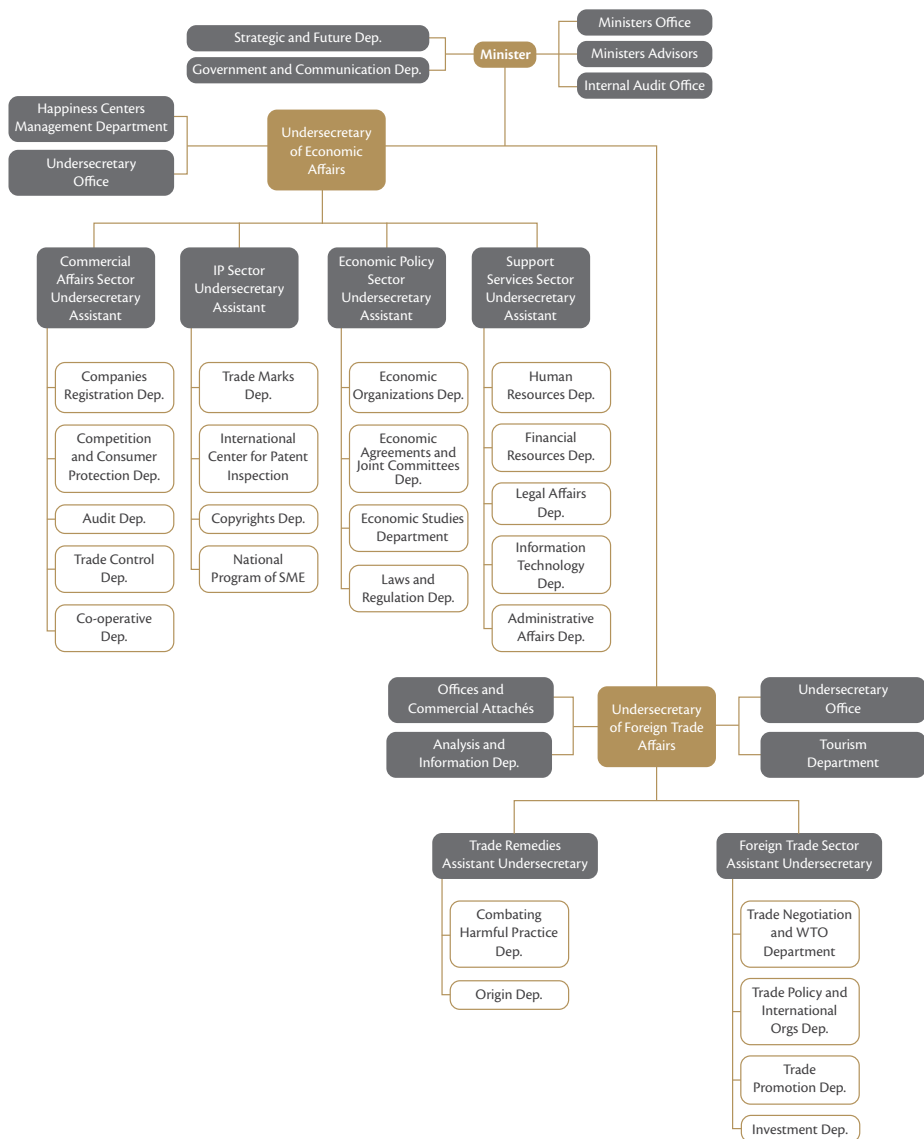 Strategic and Future Dep.
Government and Communication Dep.
Minister
Ministers Office
Ministers Advisors
Internal Audit Office
Happiness Centers
Management Department
Undersecretary
Office
Undersecretary
of Economic
Affairs
Commercial
Affairs Sector
Undersecretary
Assistant
IP Sector
Undersecretary
Assistant
Economic Policy
Sector
Undersecretary
Assistant
Support
Services Sector
Undersecretary
Assistant
Companies
Registration Dep.
Competition
and Consumer
Protection Dep.
Audit Dep.
Trade Control
Dep.
Co-operative
Dep.
Trade Marks
Dep.
International
Center for Patent
Inspection
Copyrights Dep.
National
Program of SME
Economic
Organizations Dep.
Economic
Agreements and
Joint Committees
Dep.
Economic Studies
Department
Laws and
Regulation Dep.
Human
Resources Dep.
Financial
Resources Dep.
Legal Affairs
Dep.
Information
Technology
Dep.
Administrative
Affairs Dep.
Offices and
Commercial Attachés
Analysis and
Information Dep.
Undersecretary
of Foreign Trade
Affairs
Undersecretary
Office
Tourism
Department
Trade Remedies
Assistant Undersecretary
Foreign Trade Sector
Assistant Undersecretary
Combating
Harmful Practice
Dep.
Origin Dep.
Trade Negotiation
and WTO
Department
Trade Policy and
International
Orgs Dep.
Trade
Promotion Dep.
Investment Dep.